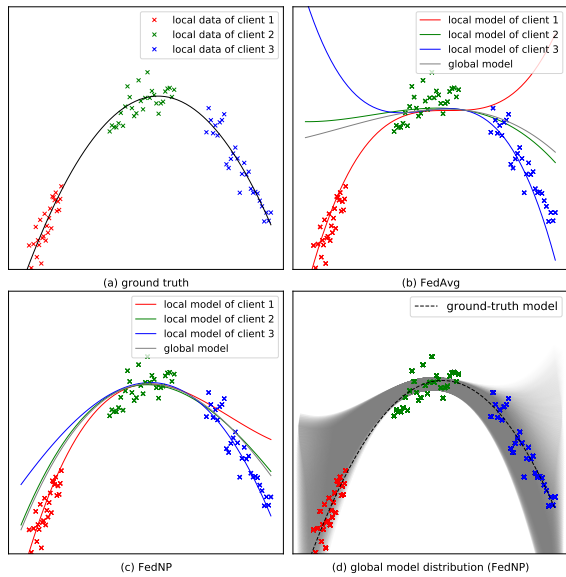 local data of client 1
local data of client 2
local data of client 3
(a) ground truth
local model of client 1
local model of client 2
local model of client 3
global model
(b) FedAvg
local model of client 1
local model of client 2
local model of client 3
global model
(c) FedNP
ground-truth model
(d) global model distribution (FedNP)